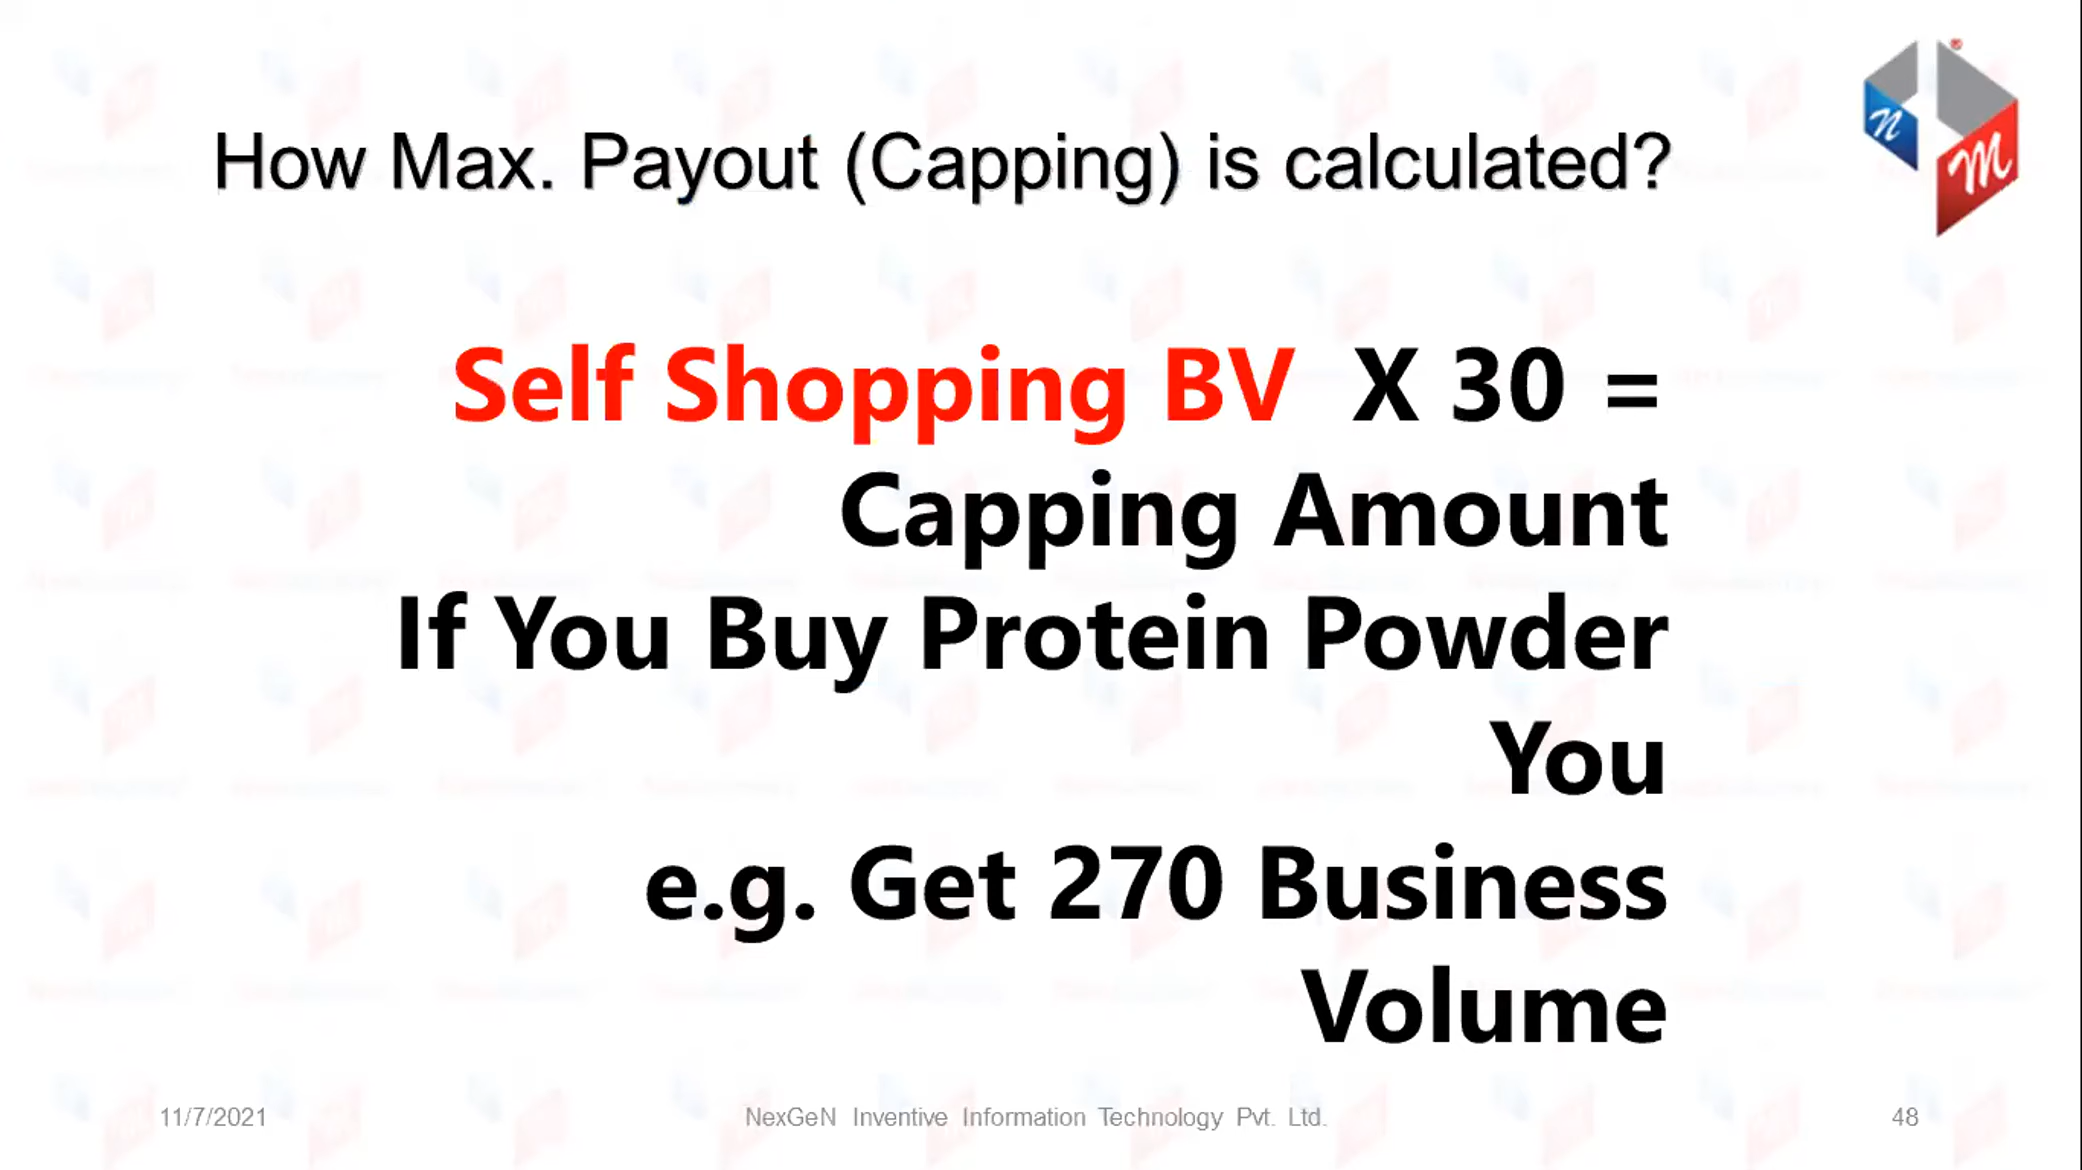 How Max. Payout (Capping) is calculated?
n
M
Self Shopping BV X 30 =
Capping Amount
If You Buy Protein Powder
You
e.g. Get 270 Business
Volume
11/7/2021
NexGeN Inventive Information Technology Pvt. Ltd.
48